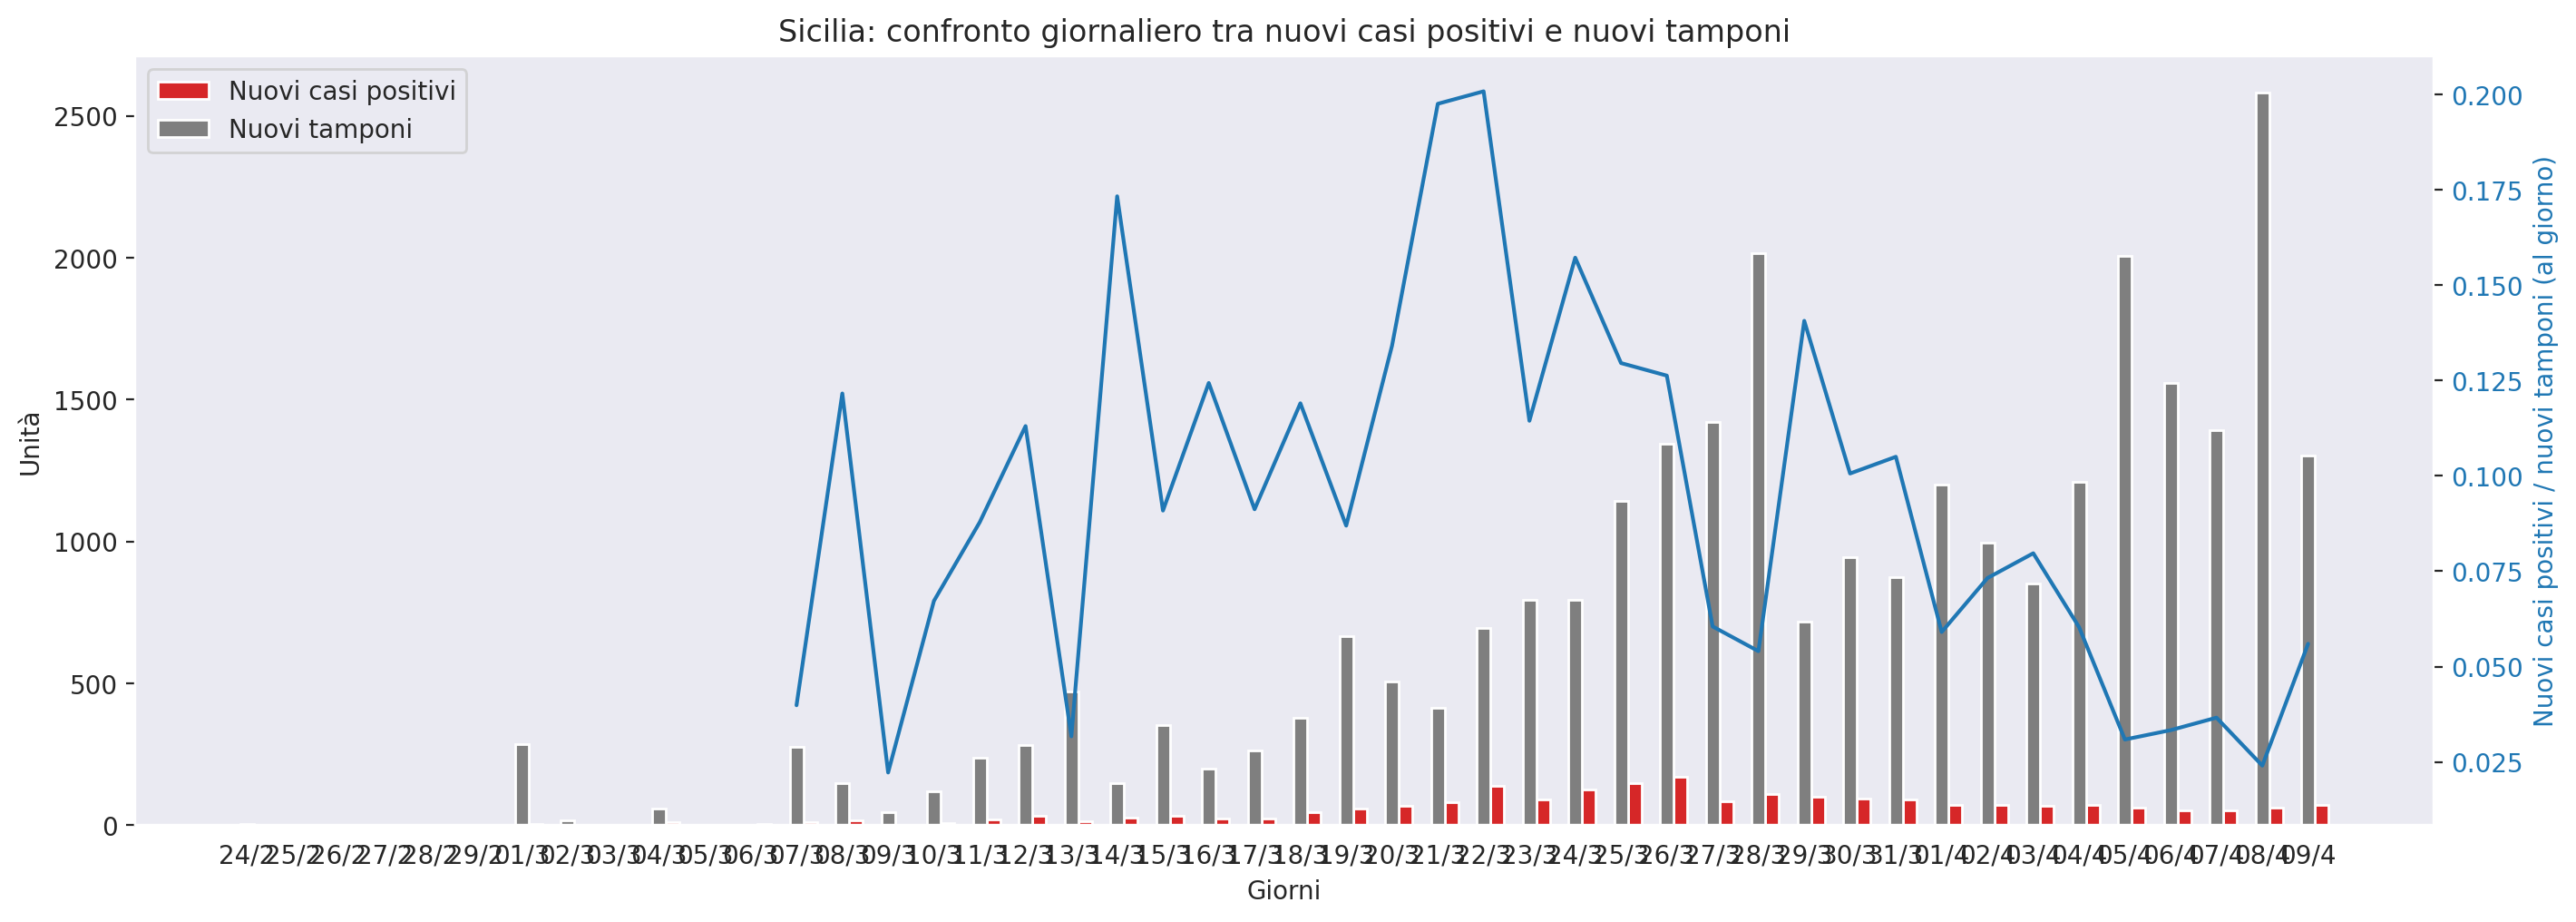 Sicilia: confronto giornaliero tra nuovi casi positivi e nuovi tamponi
Nuovi casi positivi
Nuovi tamponi
2500
2000
1500
1000
500
0
Unità
0.200
0.175
0.150
0.125
0.100
0.075
0.050
0.025
Nuovi casi positivi / nuovi tamponi (al giorno)
24/2 25/2 26/2 27/2 28/2 29/2 01/3 02/3 03/3 04/3 05/3 06/3 07/3 08/3 09/3 10/3 11/3 12/3 13/3 14/3 15/3 16/3 17/3 18/3 19/3 20/3 21/3 22/3 23/3 24/3 25/3 26/3 27/3 28/3 29/3 30/3 31/3 01/4 02/4 03/4 04/4 05/4 06/4 07/4 08/4 09/4
Giorni